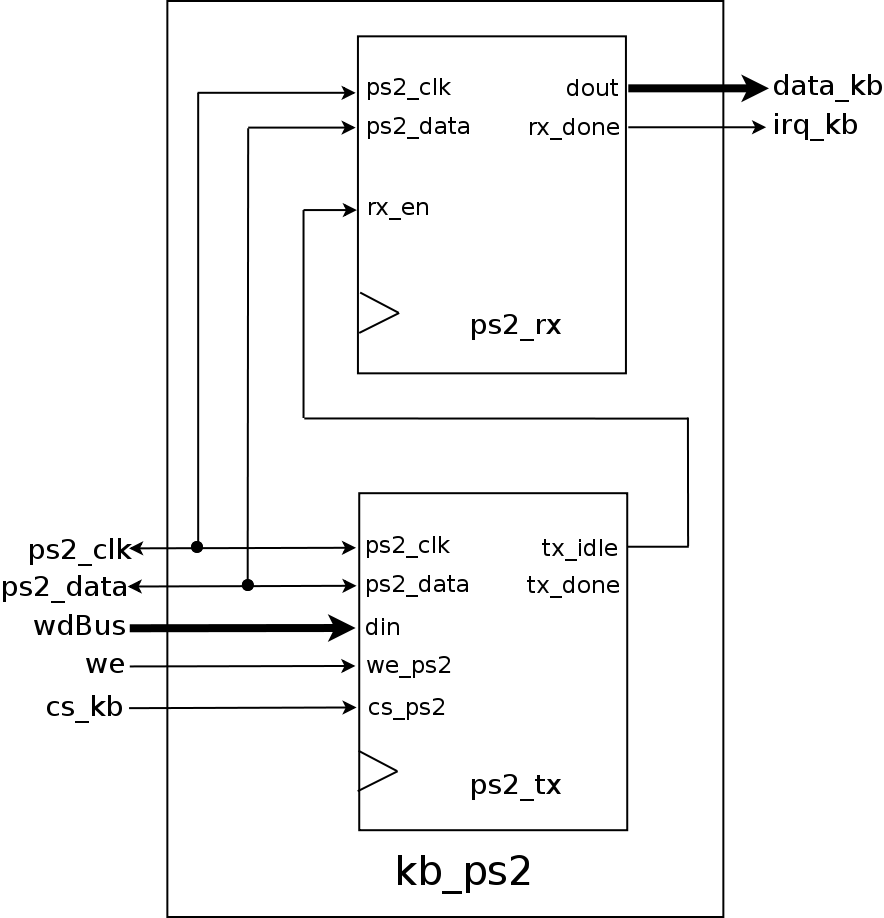 ps2_clk
dout
data_kb
ps2_data
rx_done
irq_kb
rx_en
ps2_rx
ps2_clk
ps2_clk
tx_idle
ps2_data
ps2_data
tx_done
wdBus
din
we
we_ps2
cs_kb
cs_ps2
ps2_tx
kb_ps2